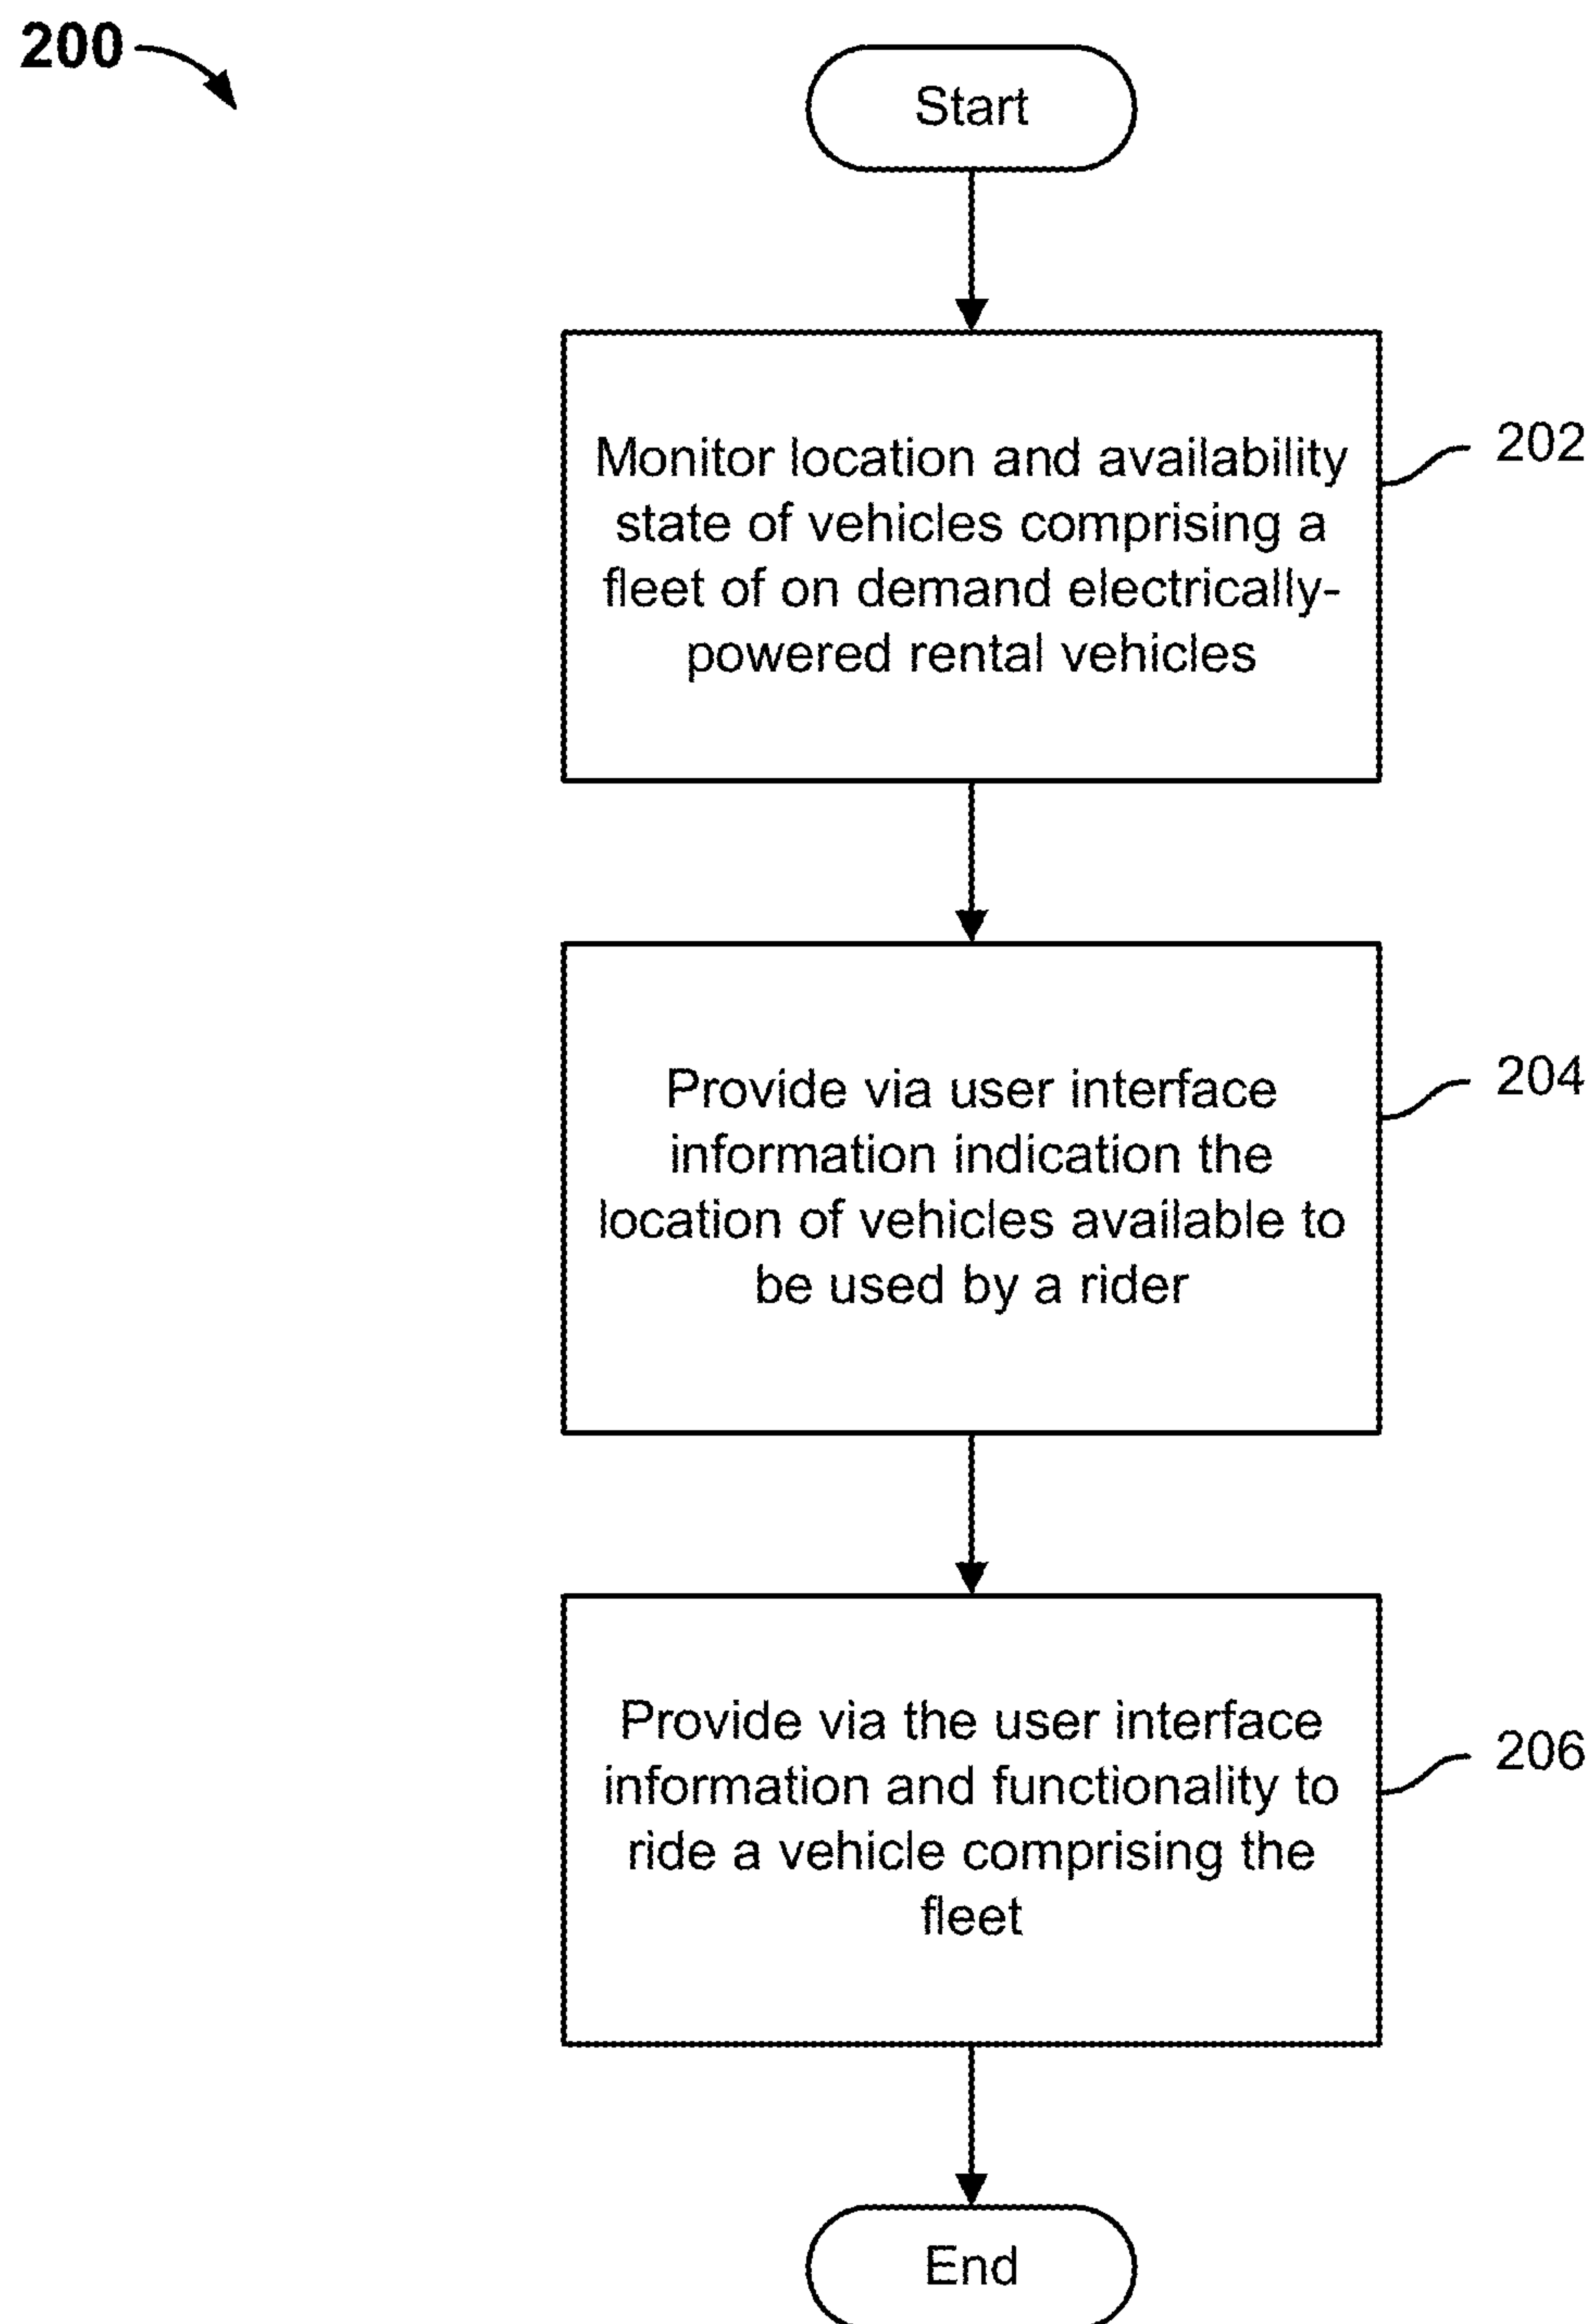 200
Start
Monitor location and availability
state of vehicles comprising a
fleet of on demand electrically-
powered rental vehicles
202
Provide via user interface
information indication the
location of vehicles available to
be used by a rider
204
Provide via the user interface
information and functionality to
ride a vehicle comprising the
fleet
206
End